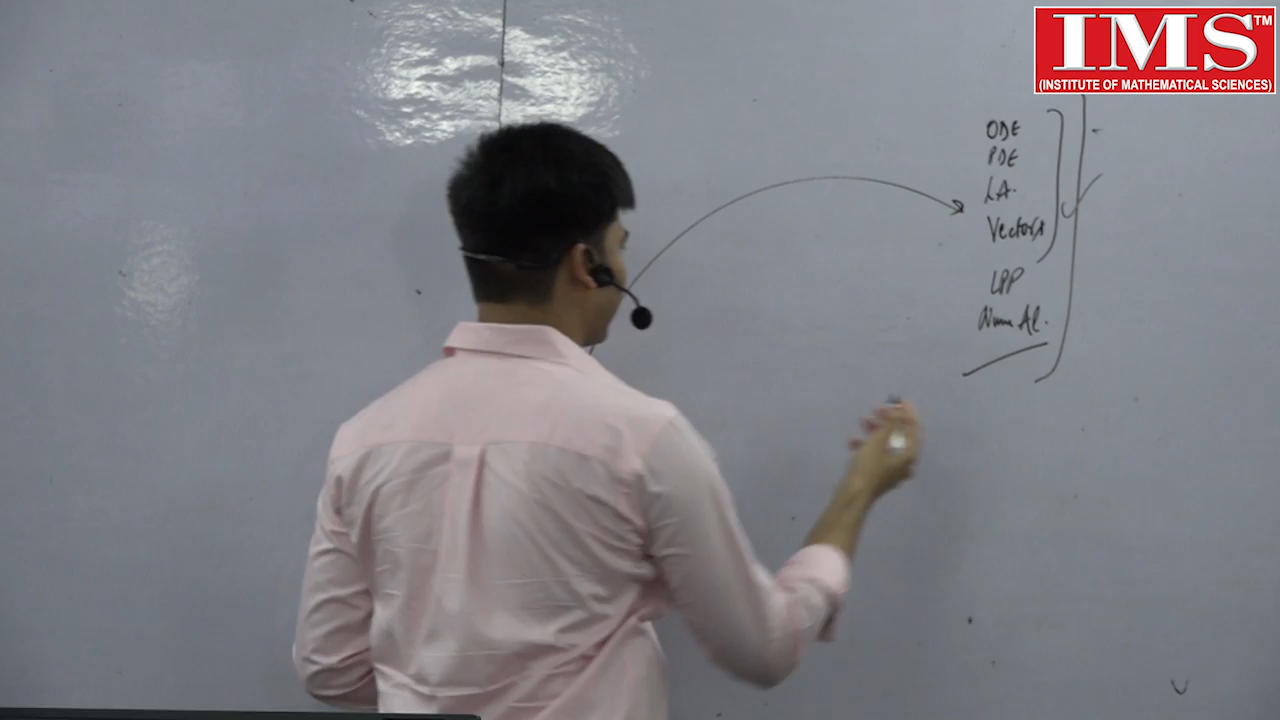 IMS™
(INSTITUTE OF MATHEMATICAL SCIENCES)
ODE
PDE
LA.
Vectors
LPP
Num Al.